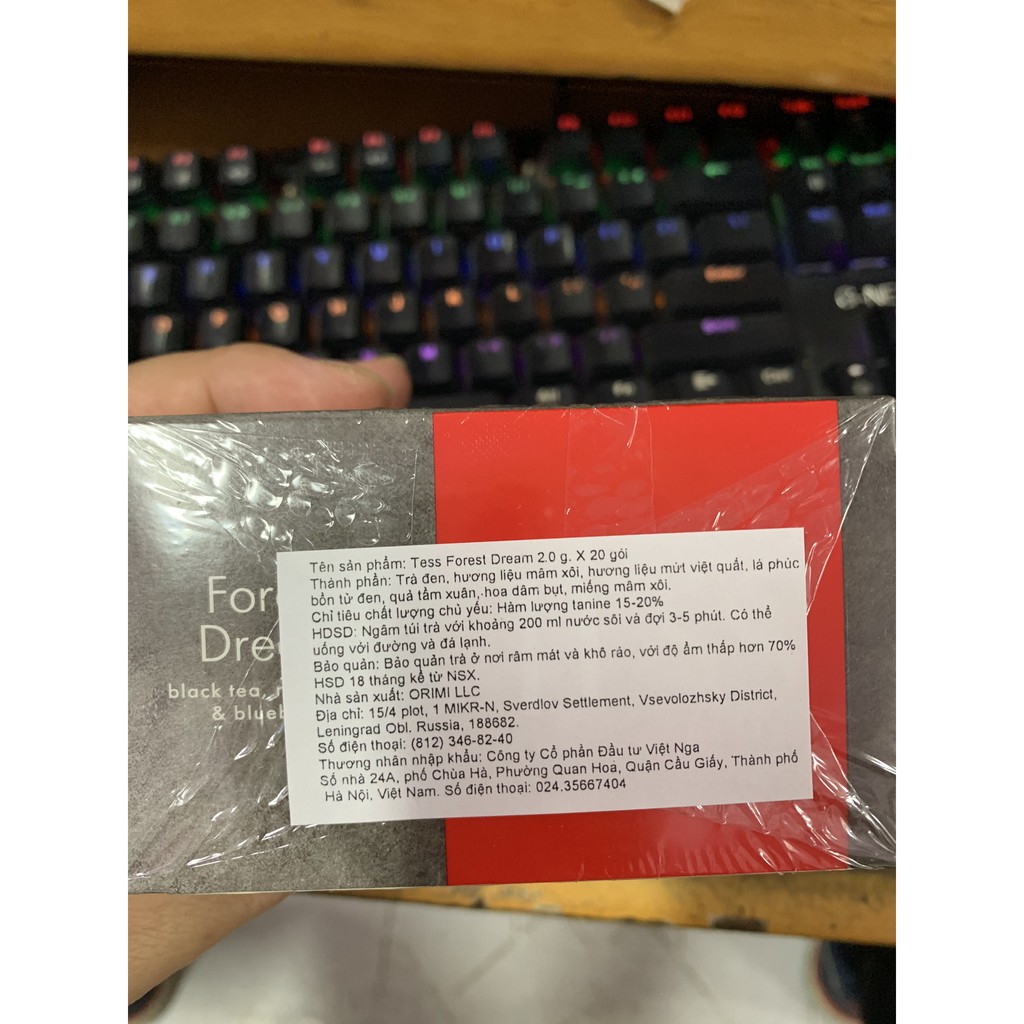 G-NE
For
Dre
black tea,
& blueb
Tên sản phẩm: Tess Forest Dream 2.0 g. X 20 gói
Thành phần: Trà đen, hương liệu mâm xôi, hương liệu mứt việt quất, lá phúc
bồn tử đen, quả tầm xuân, hoa dâm bụt, miếng mâm xôi.
Chỉ tiêu chất lượng chủ yếu: Hàm lượng tanine 15-20%
HDSD: Ngâm túi trà với khoảng 200 ml nước sôi và đợi 3-5 phút. Có thể
uống với đường và đá lạnh.
Bảo quản: Bảo quản trà ở nơi râm mát và khô ráo, với độ ẩm thấp hơn 70%
HSD 18 tháng kể từ NSX.
Nhà sản xuất: ORIMI LLC
Địa chỉ: 15/4 plot, 1 MIKR-N, Sverdlov Settlement, Vsevolozhsky District,
Leningrad Obl. Russia, 188682.
Số điện thoại: (812) 346-82-40
Thương nhân nhập khẩu: Công ty Cổ phần Đầu tư Việt Nga
Số nhà 24A, phố Chùa Hà, Phường Quan Hoa, Quận Cầu Giấy, Thành phố
Hà Nội, Việt Nam. Số điện thoại: 024.35667404